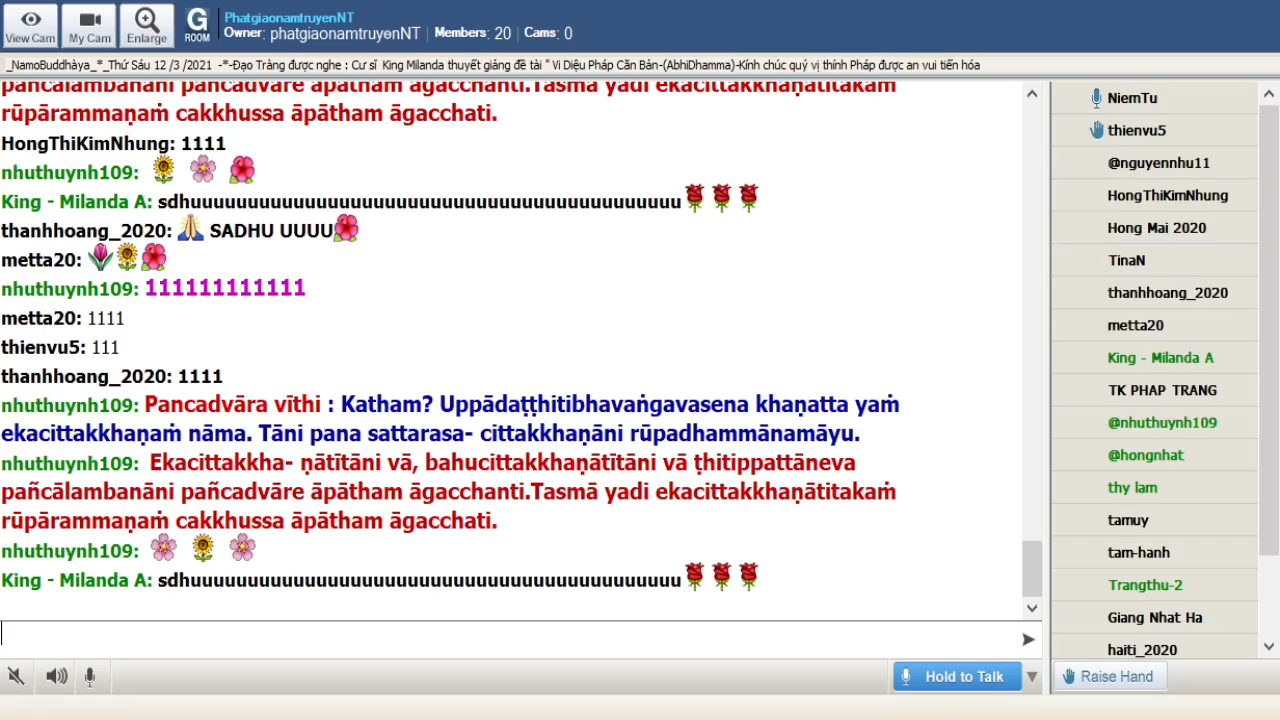 View Cam
My Cam
Enlarge
G
ROOM
PhatgiaonamtruyenNT
Owner: phatgiaonamtruyenNT | Members: 20 | Cams: 0
_NamoBuddhàya_*_Thứ Sáu 12 /3 /2021 -*-Đạo Tràng được nghe : Cư sĩ King Milanda thuyết giảng đề tài " Vi Diệu Pháp Căn Bản-(AbhiDhamma)-Kính chúc quý vị thính Pháp được an vui tiến hóa
pañcālambanāni pañcadvāre āpātham āgacchanti.Tasmā yadi ekacittakkhaṇātitakaṁ
rūpārammaṇaṁ cakkhussa āpātham āgacchati.
HongThiKimNhung: 1111
nhuthuynh109:
King - Milanda A: sdhuuuuuuuuuuuuuuuuuuuuuuuuuuuuuuuuuuuuuuuuuuu
thanhhoang_2020: SADHU UUUU
metta20:
nhuthuynh109: 111111111111
metta20: 1111
thienvu5: 111
thanhhoang_2020: 1111
nhuthuynh109: Pancadvāra vīthi : Katham? Uppādaṭṭhitibhavaṅgavasena khaṇatta yaṁ
ekacittakkhaṇaṁ nāma. Tāni pana sattarasa- cittakkhaṇāni rūpadhammānamāyu.
nhuthuynh109: Ekacittakkha- ṇātītāni vā, bahucittakkhaṇātītāni vā ṭhitippattāneva
pañcālambanāni pañcadvāre āpātham āgacchanti.Tasmā yadi ekacittakkhaṇātitakaṁ
rūpārammaṇaṁ cakkhussa āpātham āgacchati.
nhuthuynh109:
King - Milanda A: sdhuuuuuuuuuuuuuuuuuuuuuuuuuuuuuuuuuuuuuuuuuuu
Hold to Talk
NiemTu
thienvu5
@nguyennhu11
HongThiKimNhung
Hong Mai 2020
TinaN
thanhhoang_2020
metta20
King - Milanda A
TK PHAP TRANG
@nhuthuynh109
@hongnhat
thy lam
tamuy
tam-hanh
Trangthu-2
Giang Nhat Ha
haiti_2020
Raise Hand